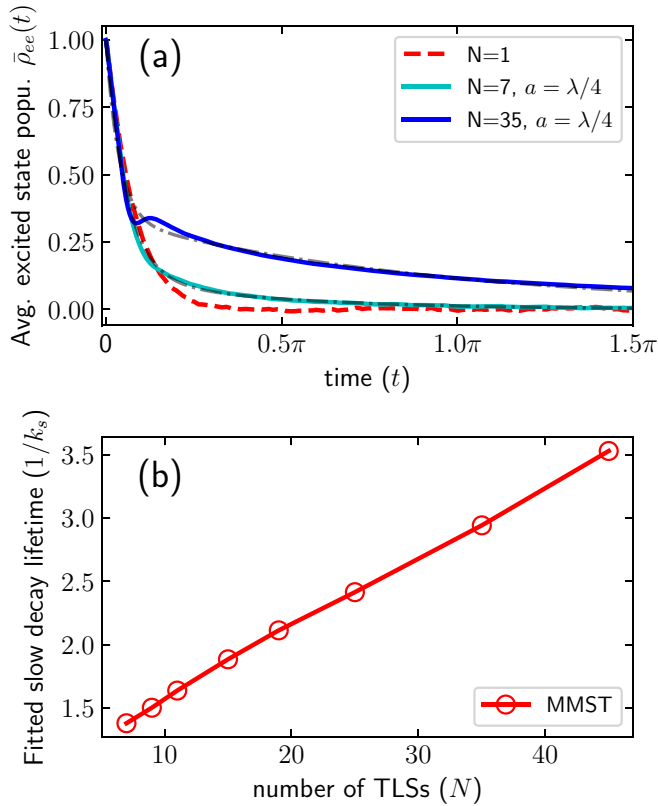 Avg. excited state popu. ρ̄ₑₑ(t)
1.00
0.75
0.50
0.25
0.00
(a)
N=1
N=7, a = λ/4
N=35, a = λ/4
0
0.5π
1.0π
1.5π
time (t)
Fitted slow decay lifetime (1/kₛ)
3.5
3.0
2.5
2.0
1.5
(b)
MMST
10
20
30
40
number of TLSs (N)